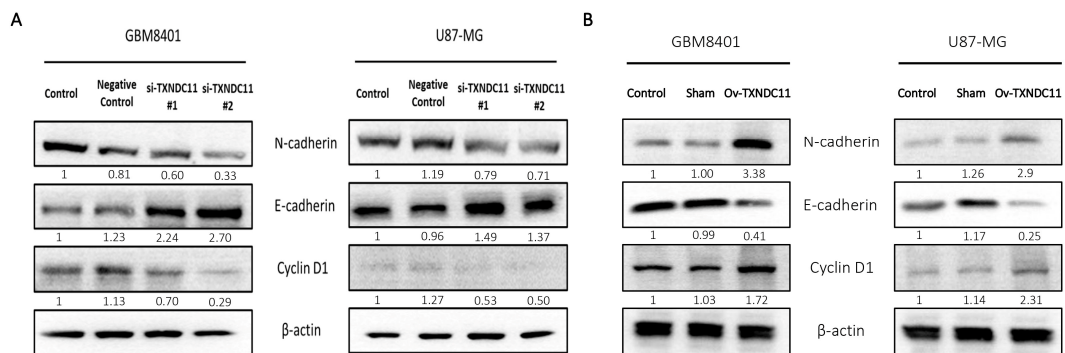 A
B
GBM8401
U87-MG
GBM8401
U87-MG
Control
Negative
Control
si-TXNDC11
#1
si-TXNDC11
#2
Control
Negative
Control
si-TXNDC11
#1
si-TXNDC11
#2
Control Sham Ov-TXNDC11
Control Sham Ov-TXNDC11
N-cadherin
N-cadherin
1 0.81 0.60 0.33
1 1.19 0.79 0.71
1 1.00 3.38
1 1.26 2.9
E-cadherin
E-cadherin
1 1.23 2.24 2.70
1 0.96 1.49 1.37
1 0.99 0.41
1 1.17 0.25
Cyclin D1
Cyclin D1
1 1.13 0.70 0.29
1 1.27 0.53 0.50
1 1.03 1.72
1 1.14 2.31
β-actin
β-actin